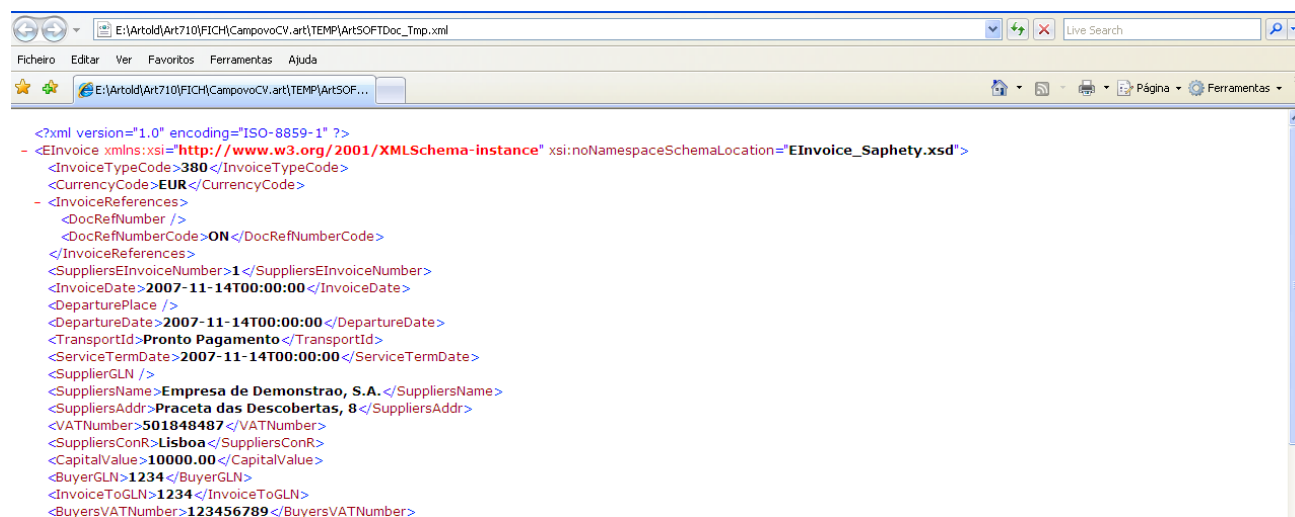 E:\Artold\Art710\FICH\CampovoCV.art\TEMP\ArtSOFTDoc_Tmp.xml Live Search
Ficheiro Editar Ver Favoritos Ferramentas Ajuda
E:\Artold\Art710\FICH\CampovoCV.art\TEMP\ArtSOF... Página Ferramentas
<?xml version="1.0" encoding="ISO-8859-1" ?>
- <EInvoice xmlns:xsi="http://www.w3.org/2001/XMLSchema-instance" xsi:noNamespaceSchemaLocation="EInvoice_Saphety.xsd">
<InvoiceTypeCode>380</InvoiceTypeCode>
<CurrencyCode>EUR</CurrencyCode>
- <InvoiceReferences>
<DocRefNumber />
<DocRefNumberCode>ON</DocRefNumberCode>
</InvoiceReferences>
<SuppliersEInvoiceNumber>1</SuppliersEInvoiceNumber>
<InvoiceDate>2007-11-14T00:00:00</InvoiceDate>
<DeparturePlace />
<DepartureDate>2007-11-14T00:00:00</DepartureDate>
<TransportId>Pronto Pagamento</TransportId>
<ServiceTermDate>2007-11-14T00:00:00</ServiceTermDate>
<SupplierGLN />
<SuppliersName>Empresa de Demonstrao, S.A.</SuppliersName>
<SuppliersAddr>Praceta das Descobertas, 8</SuppliersAddr>
<VATNumber>501848487</VATNumber>
<SuppliersConR>Lisboa</SuppliersConR>
<CapitalValue>10000.00</CapitalValue>
<BuyerGLN>1234</BuyerGLN>
<InvoiceToGLN>1234</InvoiceToGLN>
<BuyersVATNumber>123456789</BuyersVATNumber>